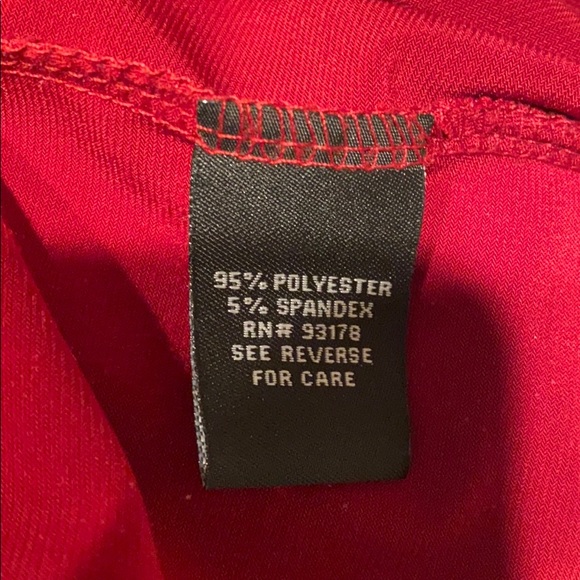 95% POLYESTER
5% SPANDEX
RN# 93178
SEE REVERSE
FOR CARE